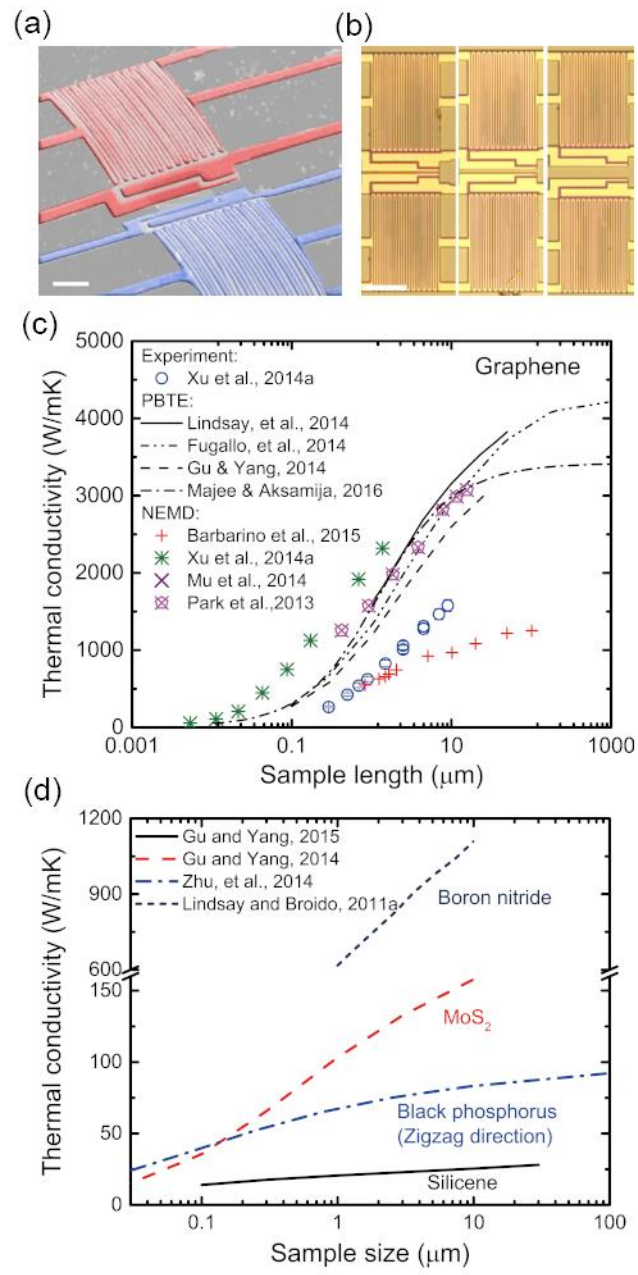 (a)
(b)
(c)
5000
4000
3000
2000
1000
0
Thermal conductivity (W/mK)
Experiment:
Xu et al., 2014a
PBTE:
Lindsay, et al., 2014
Fugallo, et al., 2014
Gu & Yang, 2014
Majee & Aksamija, 2016
NEMD:
Barbarino et al., 2015
Xu et al., 2014a
Mu et al., 2014
Park et al.,2013
Graphene
0.001 0.1 10 1000
Sample length (μm)
(d)
1200
900
600
150
100
50
0
Thermal conductivity (W/mK)
Gu and Yang, 2015
Gu and Yang, 2014
Zhu, et al., 2014
Lindsay and Broido, 2011a
Boron nitride
MoS₂
Black phosphorus
(Zigzag direction)
Silicene
0.1 1 10 100
Sample size (μm)